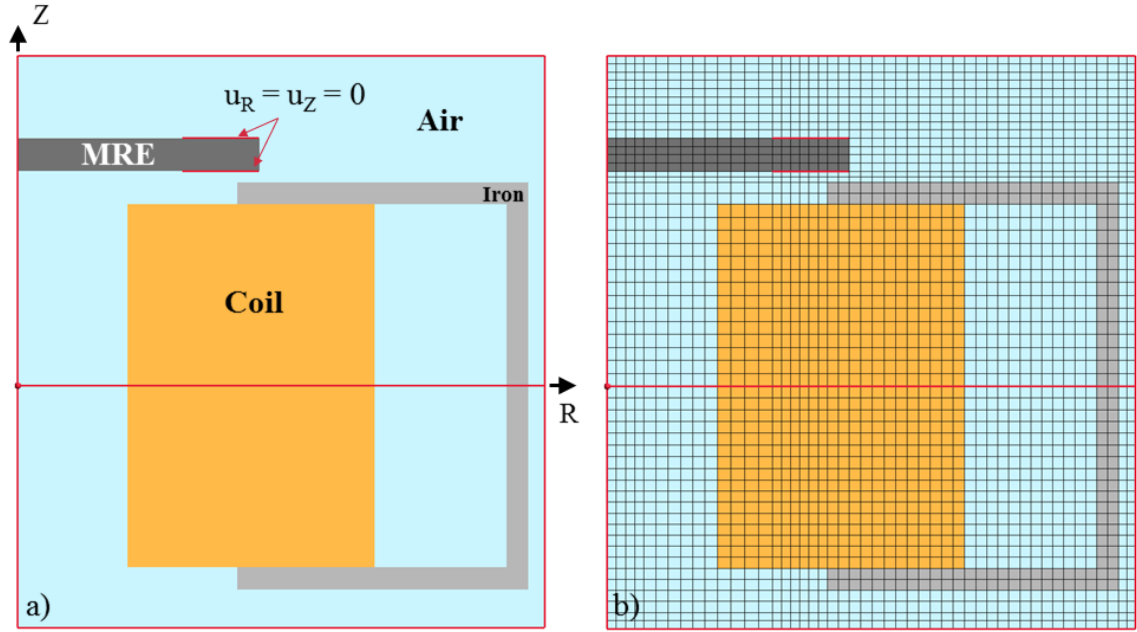 Z
u_R = u_Z = 0
Air
MRE
Iron
Coil
R
a)
b)